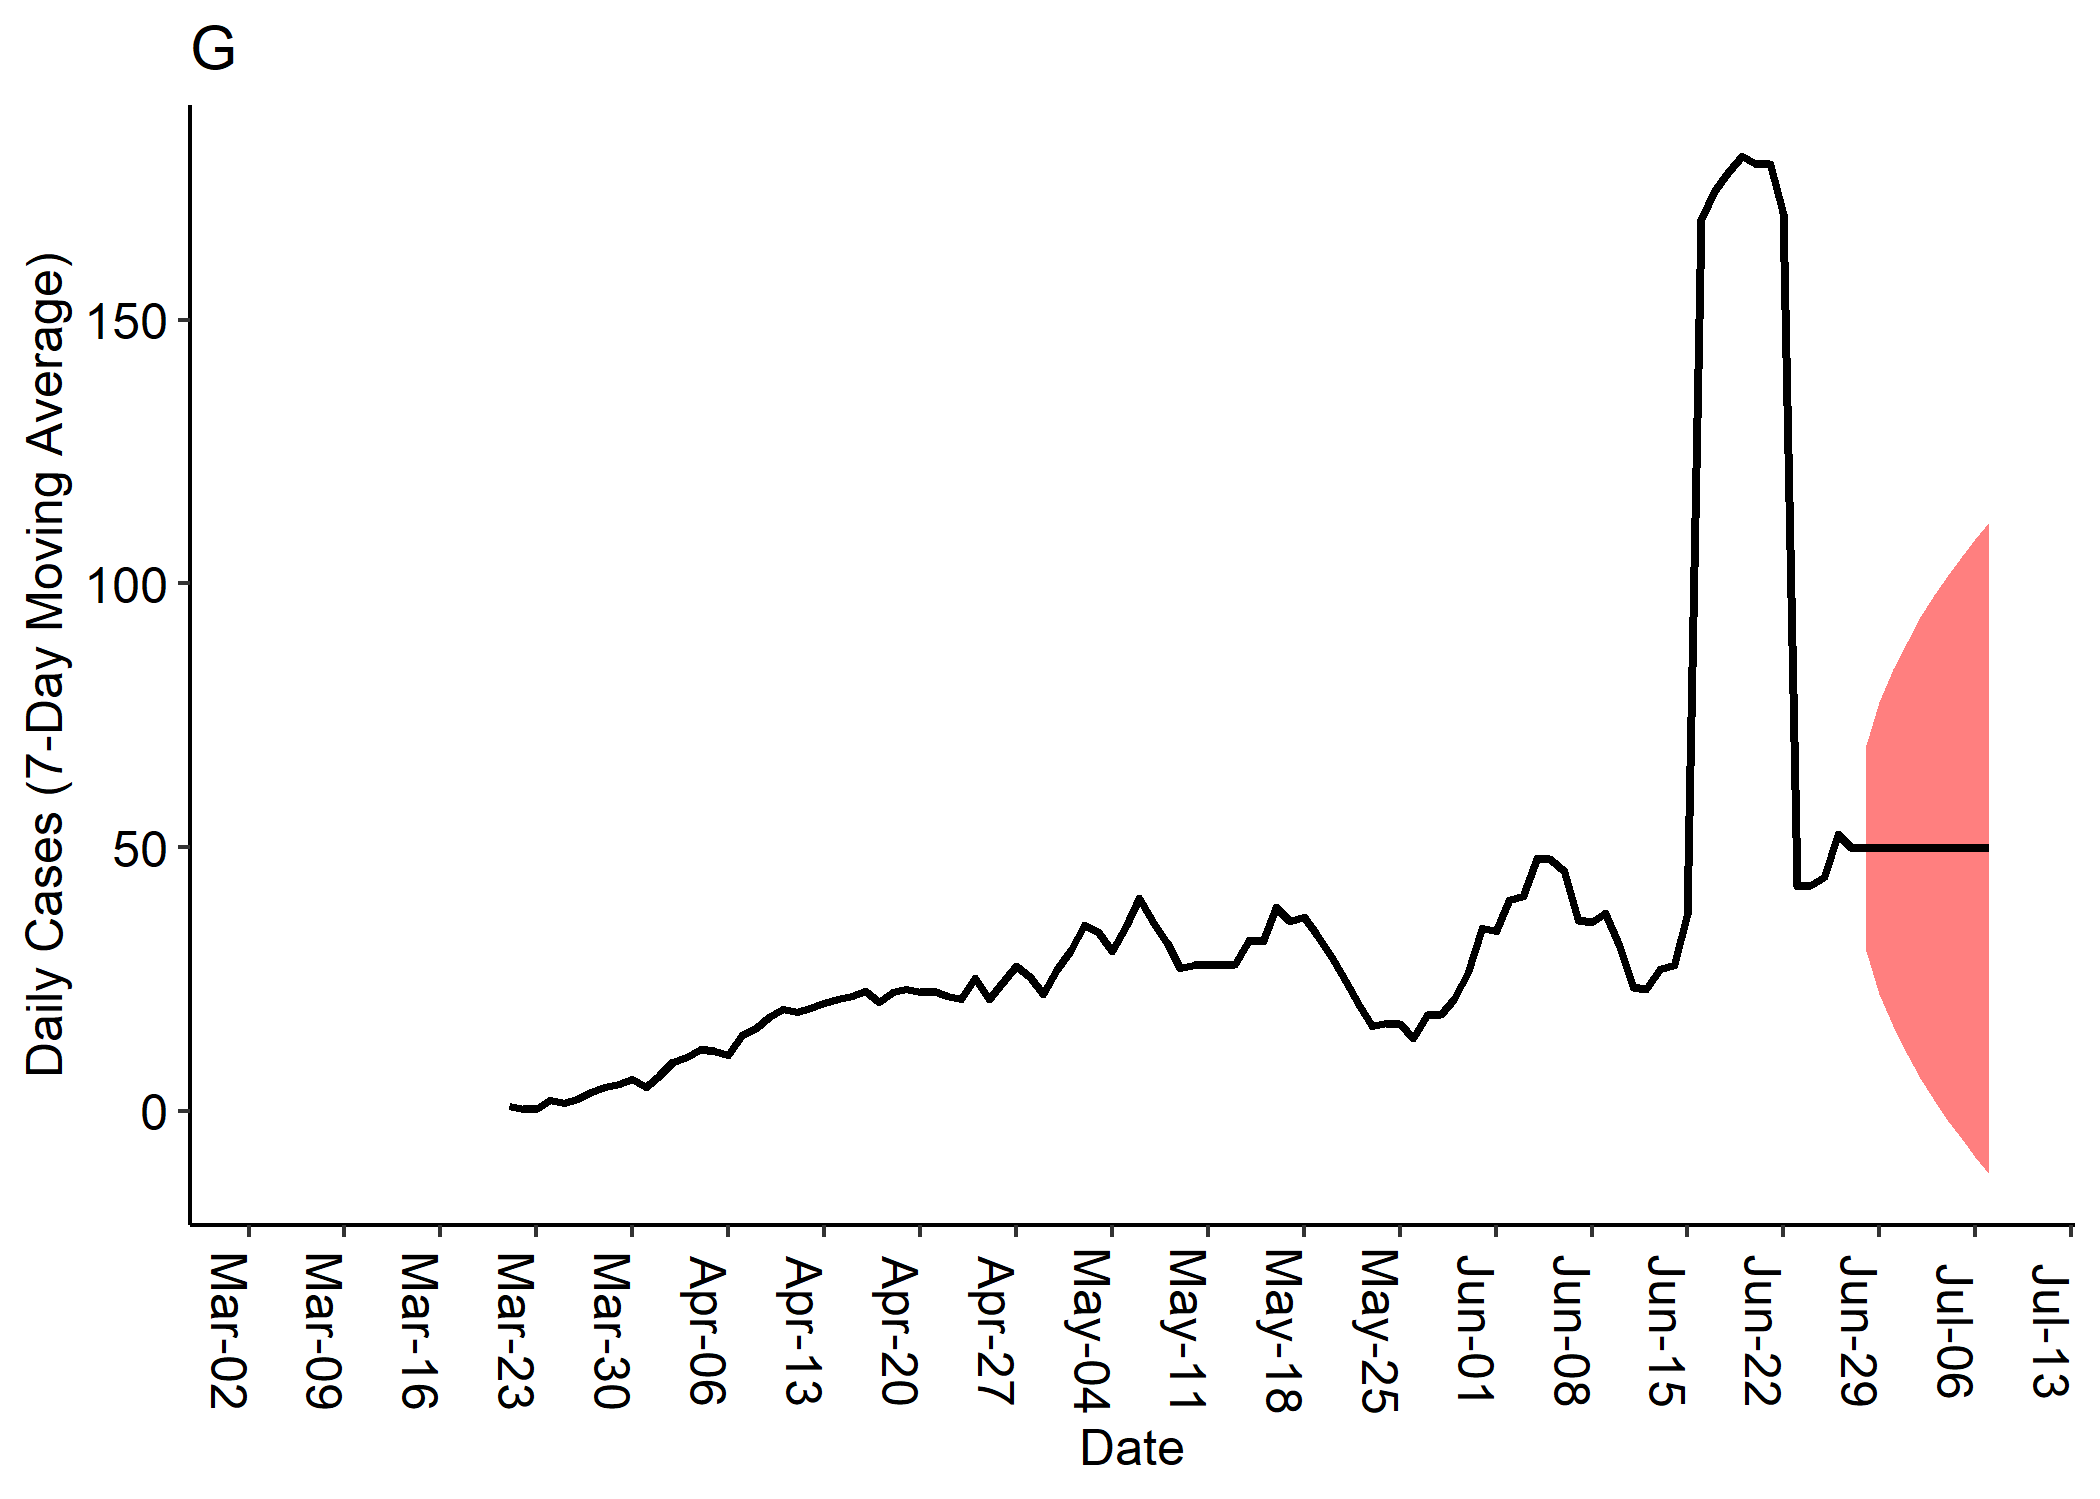 G
Daily Cases (7-Day Moving Average)
150
100
50
0
Mar-02
Mar-09
Mar-16
Mar-23
Mar-30
Apr-06
Apr-13
Apr-20
Apr-27
May-04
May-11
May-18
May-25
Jun-01
Jun-08
Jun-15
Jun-22
Jun-29
Jul-06
Jul-13
Date